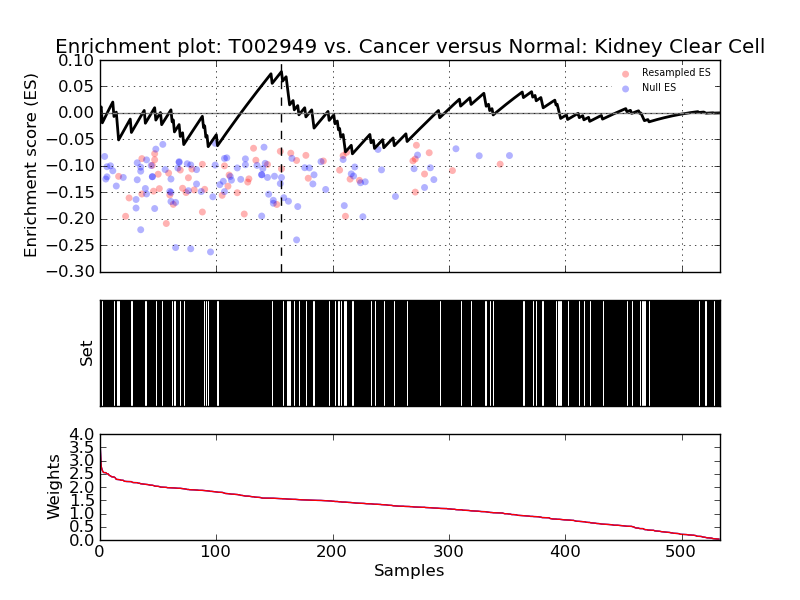 Enrichment plot: T002949 vs. Cancer versus Normal: Kidney Clear Cell
Enrichment score (ES)
0.10
0.05
0.00
−0.05
−0.10
−0.15
−0.20
−0.25
−0.30
Resampled ES
Null ES
Set
Weights
4.0
3.5
3.0
2.5
2.0
1.5
1.0
0.5
0.0
0 100 200 300 400 500
Samples